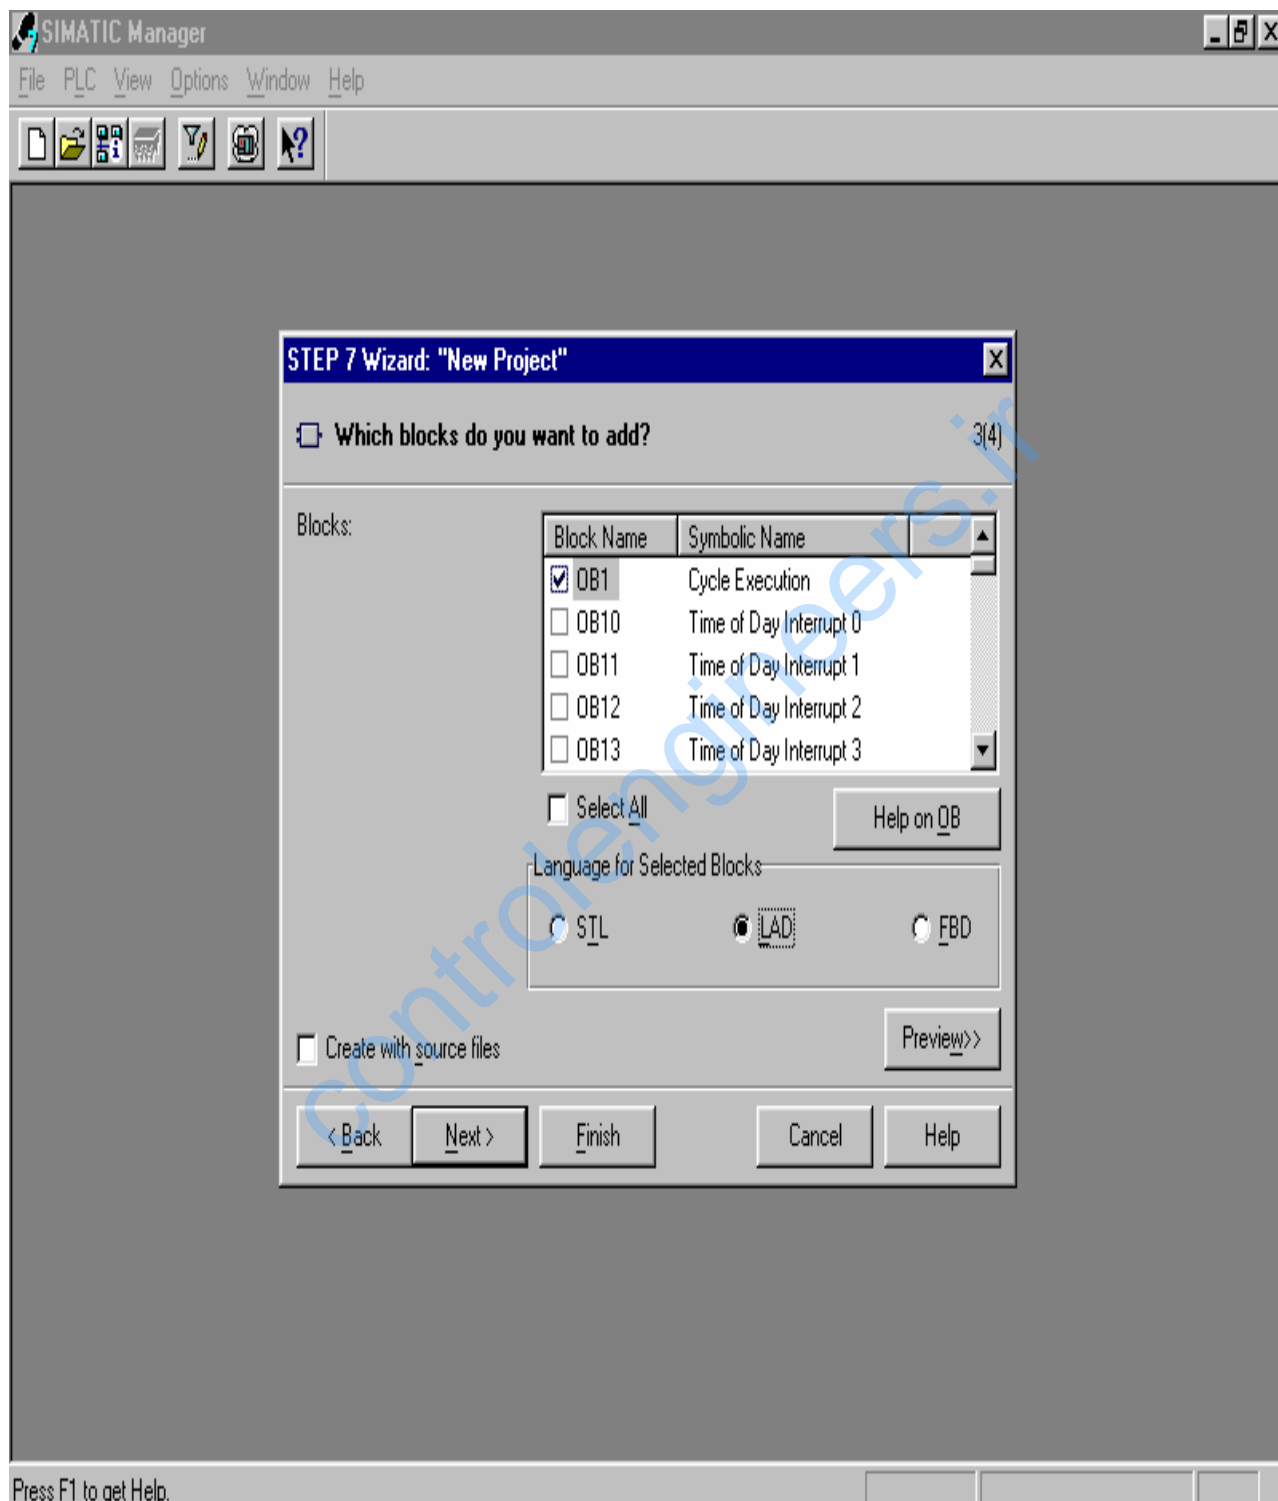 SIMATIC Manager
File PLC View Options Window Help
STEP 7 Wizard: "New Project"
Which blocks do you want to add? 3(4)
Blocks:
Block Name Symbolic Name
OB1 Cycle Execution
OB10 Time of Day Interrupt 0
OB11 Time of Day Interrupt 1
OB12 Time of Day Interrupt 2
OB13 Time of Day Interrupt 3
Select All
Help on OB
Language for Selected Blocks
STL LAD FBD
Create with source files
Preview>>
< Back Next > Finish Cancel Help
Press F1 to get Help.
controlengineers.ir